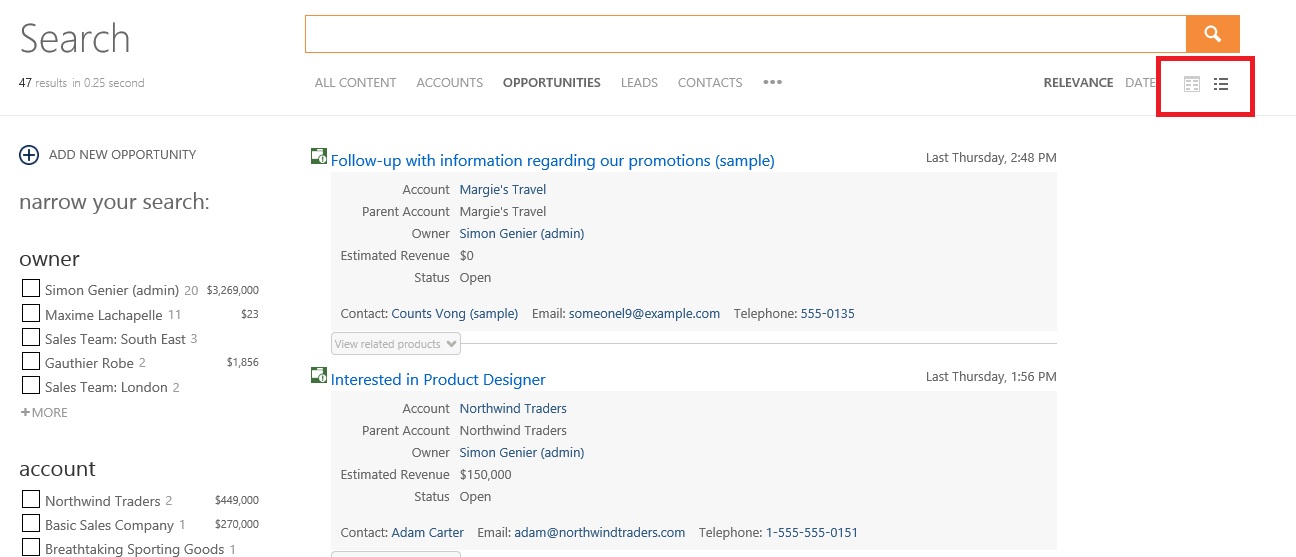 Search
47 results in 0.25 second
ALL CONTENT ACCOUNTS OPPORTUNITIES LEADS CONTACTS •••
RELEVANCE DATE
ADD NEW OPPORTUNITY
narrow your search:
owner
Simon Genier (admin) 20 $3,269,000
Maxime Lachapelle 11 $23
Sales Team: South East 3
Gauthier Robe 2 $1,856
Sales Team: London 2
+MORE
account
Northwind Traders 2 $449,000
Basic Sales Company 1 $270,000
Breathtaking Sporting Goods 1
Follow-up with information regarding our promotions (sample) Last Thursday, 2:48 PM
Account Margie's Travel
Parent Account Margie's Travel
Owner Simon Genier (admin)
Estimated Revenue $0
Status Open
Contact: Counts Vong (sample) Email: someonel9@example.com Telephone: 555-0135
View related products
Interested in Product Designer Last Thursday, 1:56 PM
Account Northwind Traders
Parent Account Northwind Traders
Owner Simon Genier (admin)
Estimated Revenue $150,000
Status Open
Contact: Adam Carter Email: adam@northwindtraders.com Telephone: 1-555-555-0151